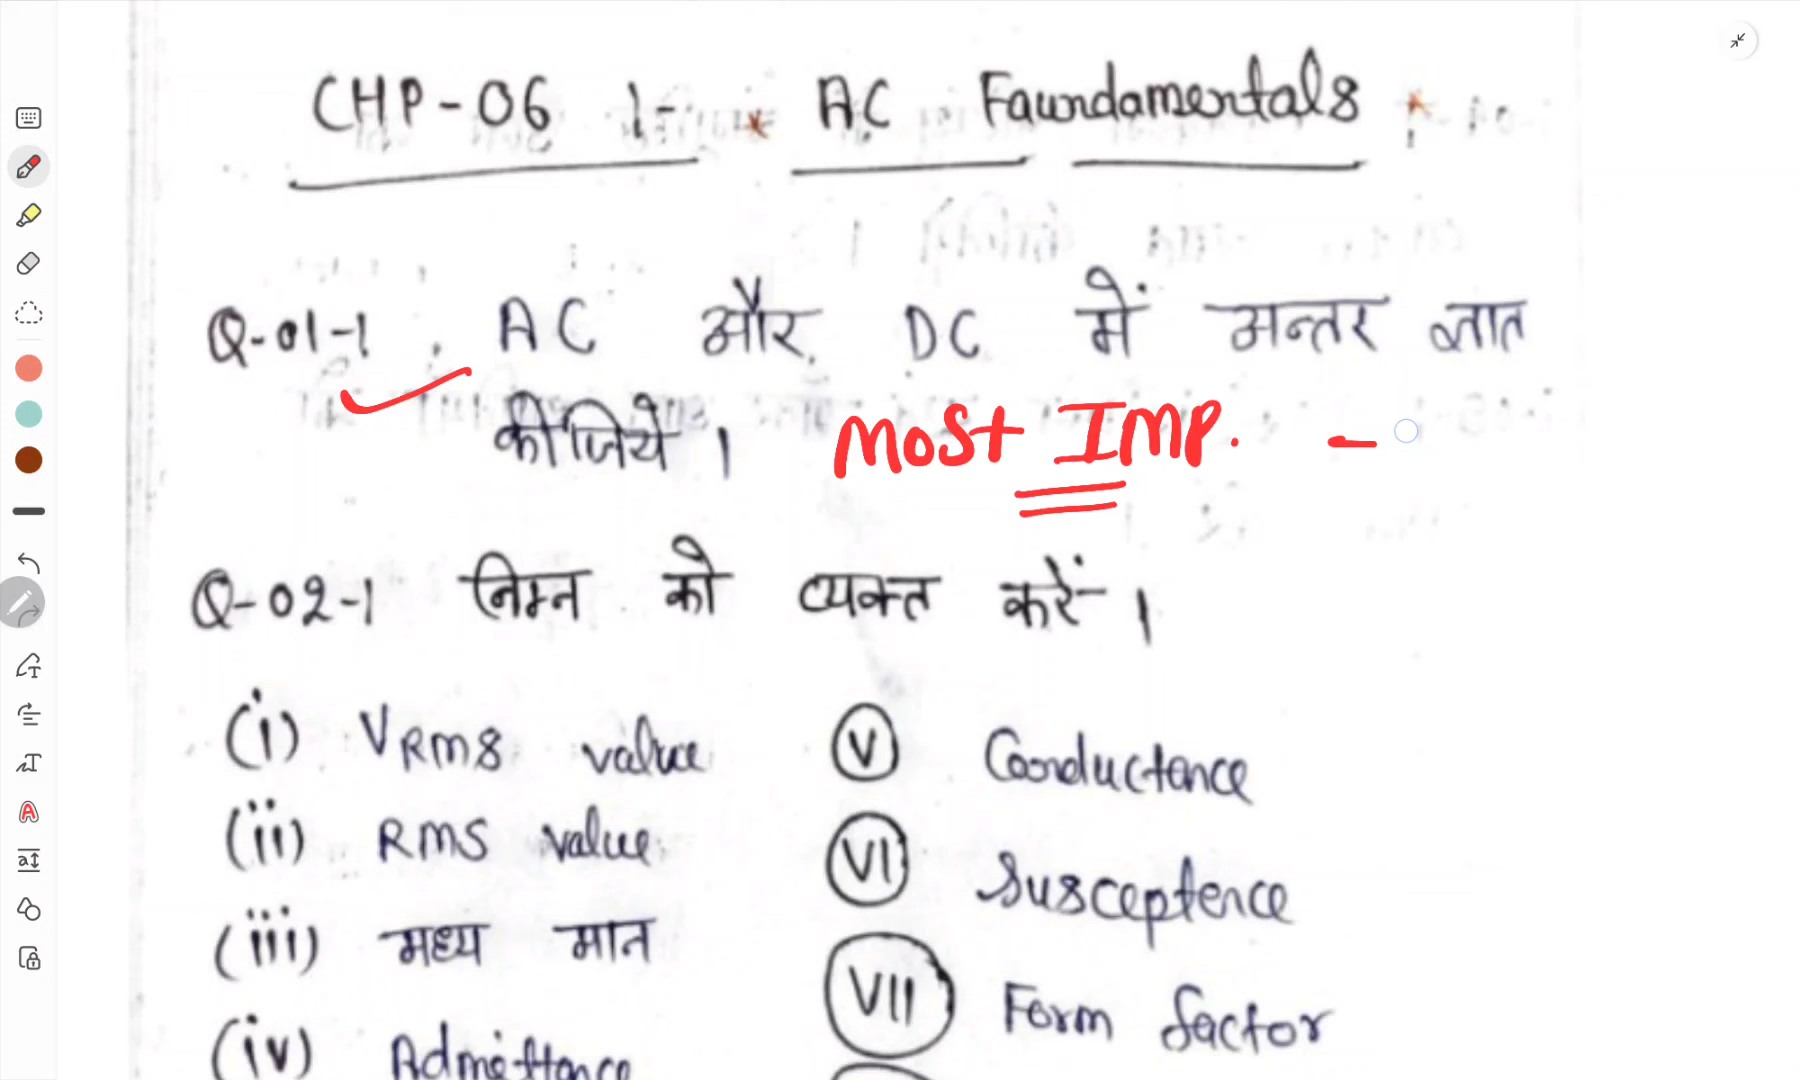 CHP-06 :- * AC Faundamentals *
Q-01-: AC और DC में अन्तर ज्ञात
कीजिये ।
Most Imp. -
Q-02-: निम्न को व्यक्त करें- ।
(i) VRMS value
(ii) RMS value
(iii) मध्य मान
(iv) Admittance
(V) Conductence
(VI) Susceptence
(VII) Form factor